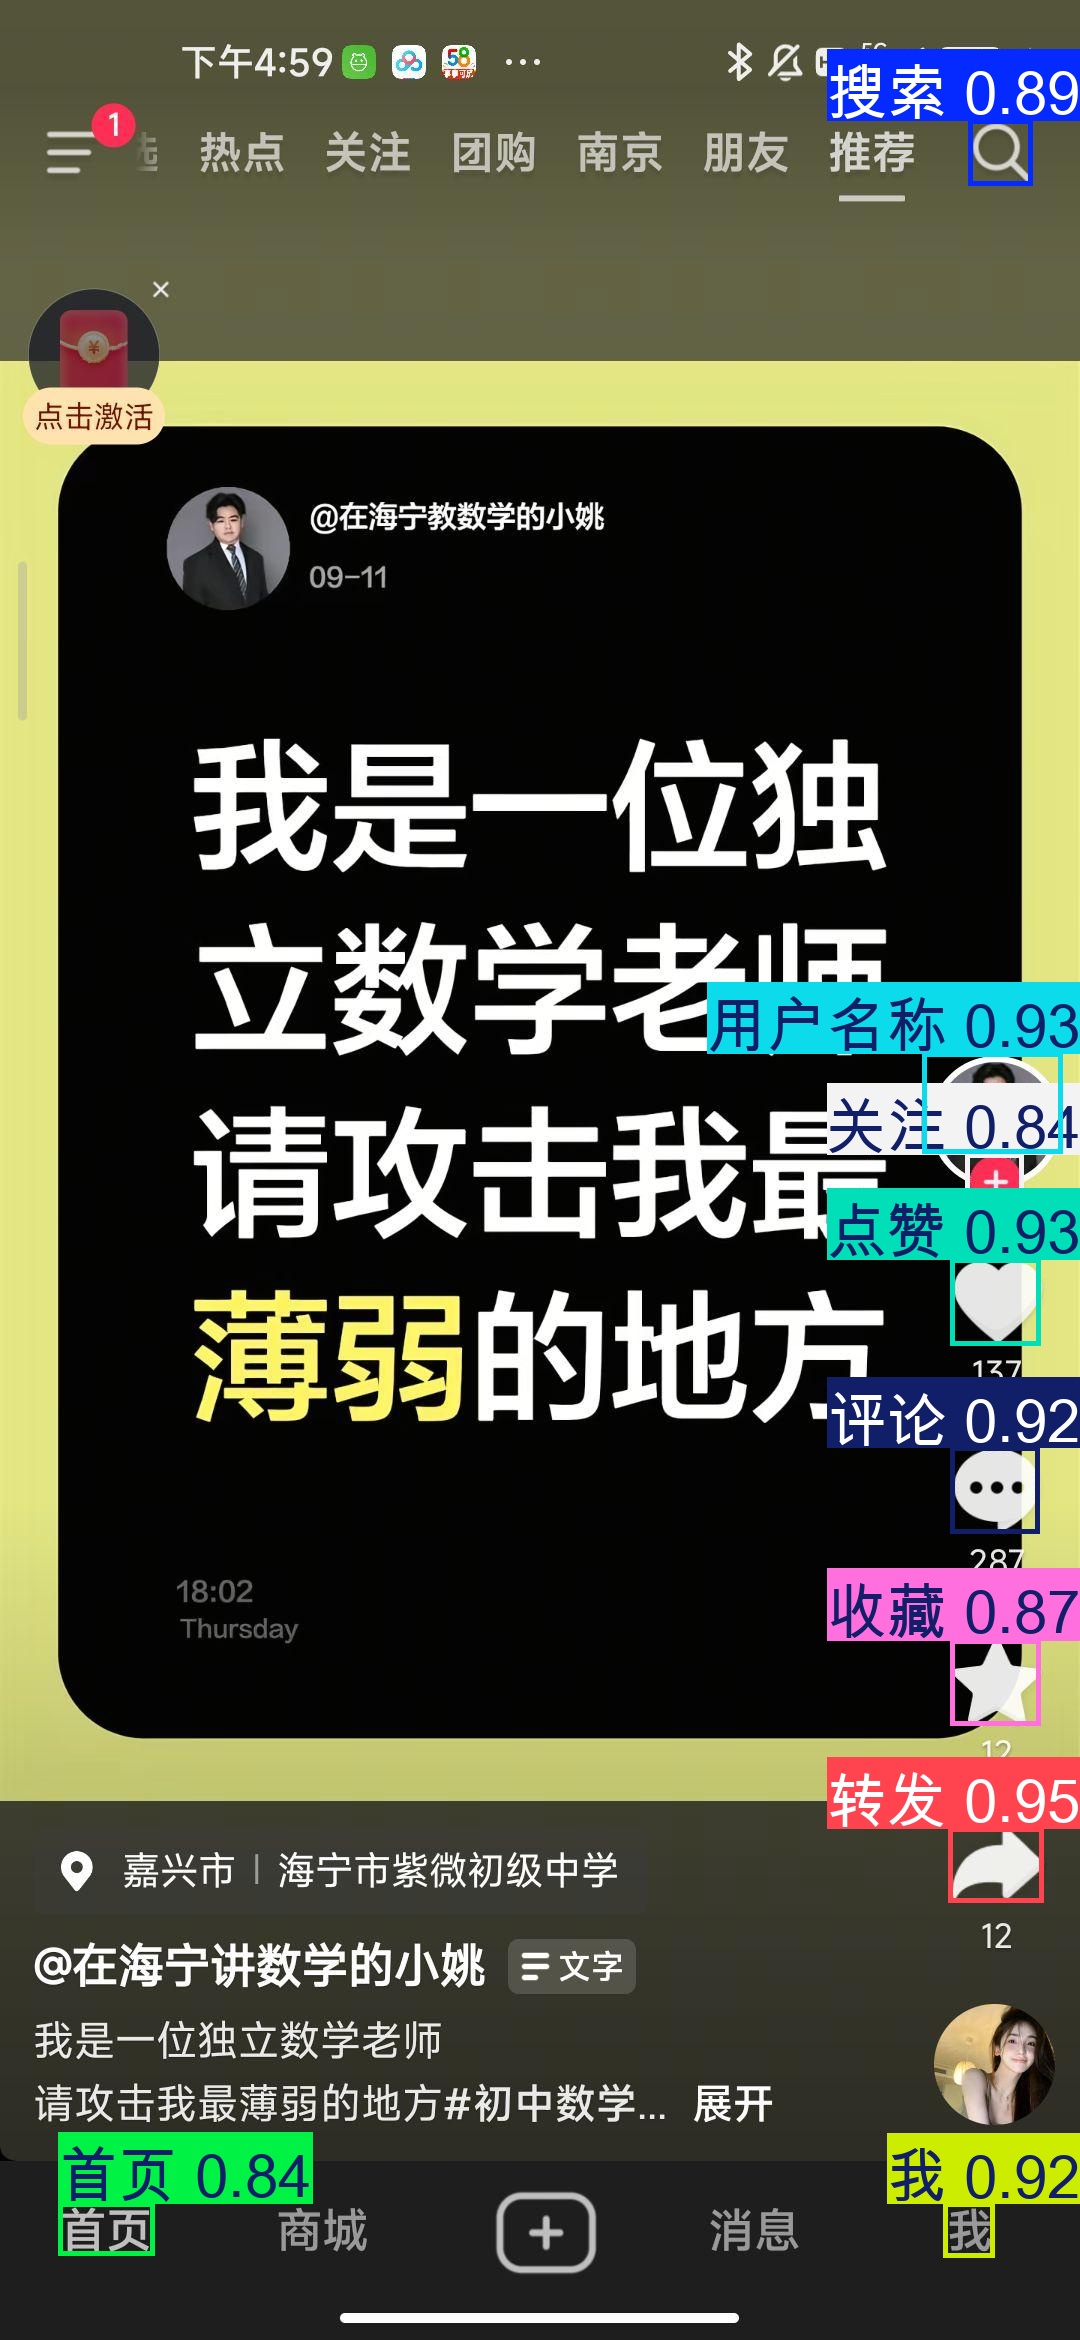 下午4:59
搜索 0.89
1
热点 关注 团购 南京 朋友 推荐
点击激活
@在海宁教数学的小姚
09-11
我是一位独
立数学老师
用户名称 0.93
关注 0.84
请攻击我最
点赞 0.93
薄弱的地方
137
评论 0.92
287
18:02
Thursday
收藏 0.87
12
转发 0.95
嘉兴市 | 海宁市紫微初级中学
12
@在海宁讲数学的小姚 文字
我是一位独立数学老师
请攻击我最薄弱的地方#初中数学... 展开
首页 0.84
我 0.92
首页 商城 消息 我